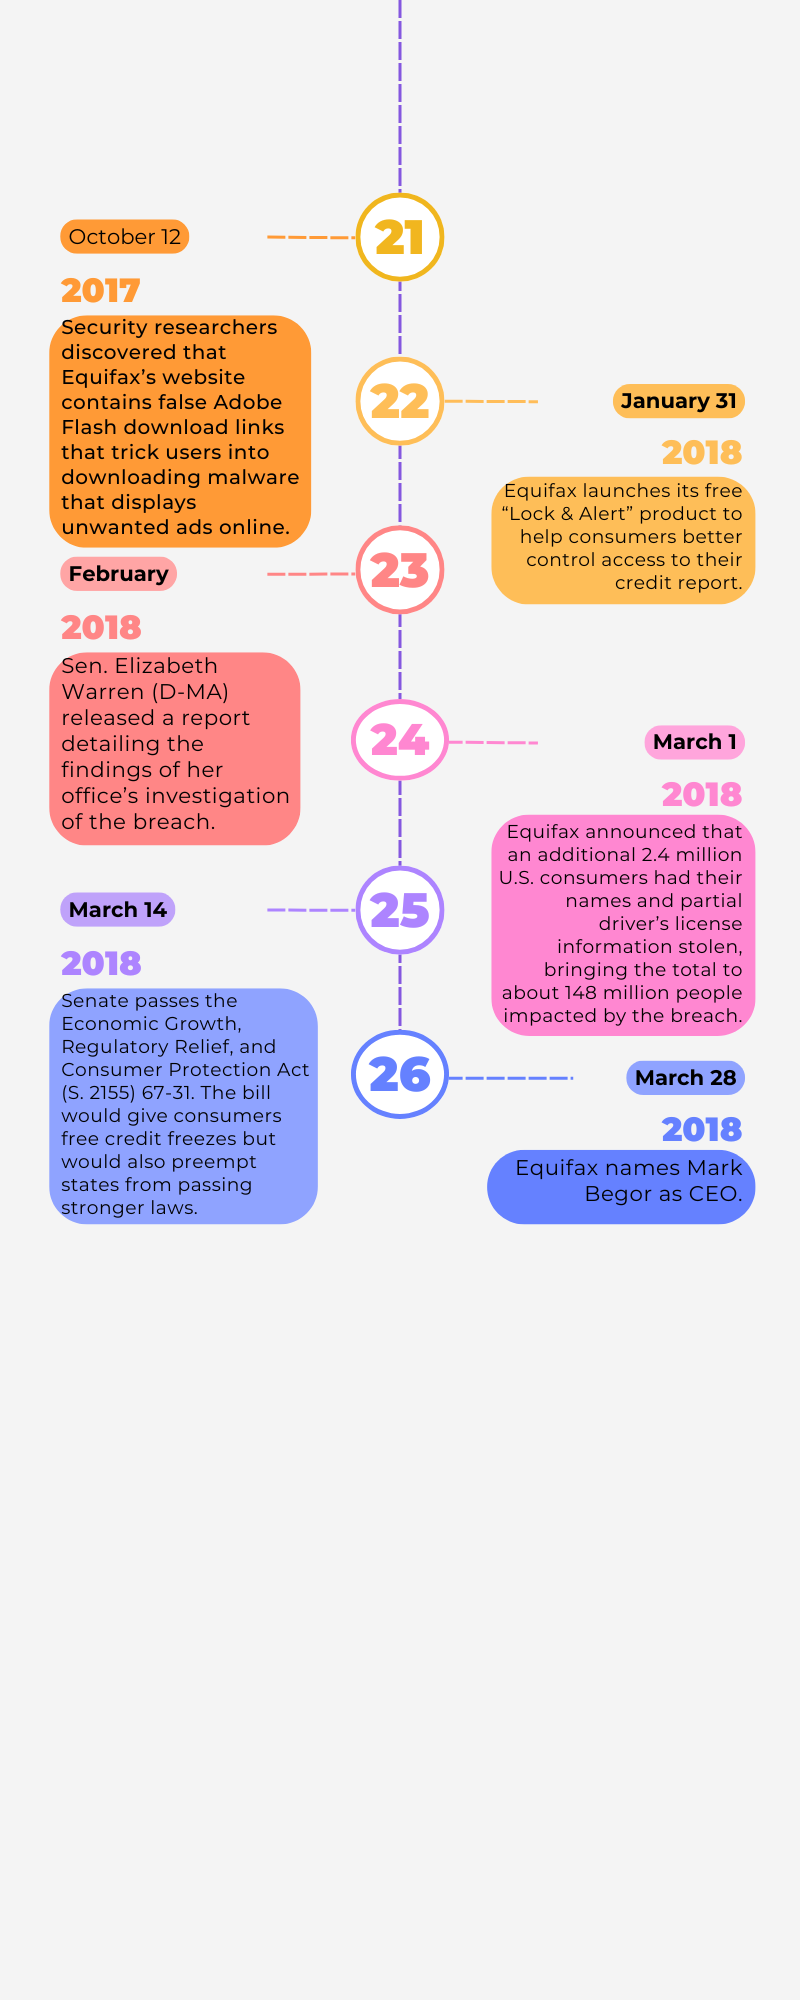 21
October 12
2017
Security researchers
discovered that
Equifax’s website
contains false Adobe
Flash download links
that trick users into
downloading malware
that displays
unwanted ads online.
22
January 31
2018
Equifax launches its free
“Lock & Alert” product to
help consumers better
control access to their
credit report.
23
February
2018
Sen. Elizabeth
Warren (D-MA)
released a report
detailing the
findings of her
office’s investigation
of the breach.
24
March 1
2018
Equifax announced that
an additional 2.4 million
U.S. consumers had their
names and partial
driver’s license
information stolen,
bringing the total to
about 148 million people
impacted by the breach.
25
March 14
2018
Senate passes the
Economic Growth,
Regulatory Relief, and
Consumer Protection Act
(S. 2155) 67-31. The bill
would give consumers
free credit freezes but
would also preempt
states from passing
stronger laws.
26
March 28
2018
Equifax names Mark
Begor as CEO.